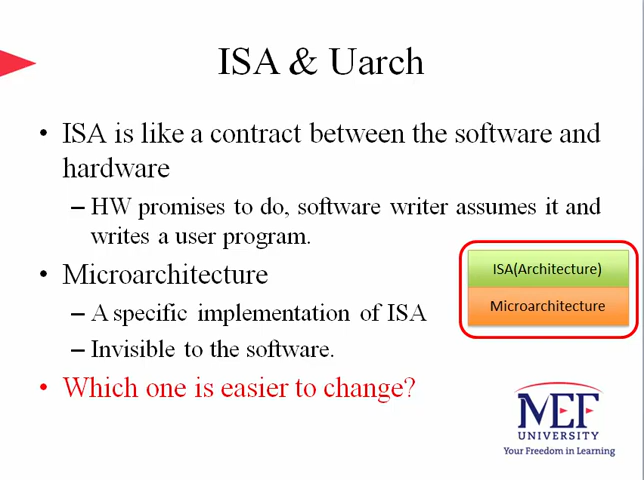 ISA & Uarch
• ISA is like a contract between the software and
hardware
– HW promises to do, software writer assumes it and
writes a user program.
• Microarchitecture
– A specific implementation of ISA
– Invisible to the software.
• Which one is easier to change?
ISA(Architecture)
Microarchitecture
MEF
UNIVERSITY
Your Freedom in Learning